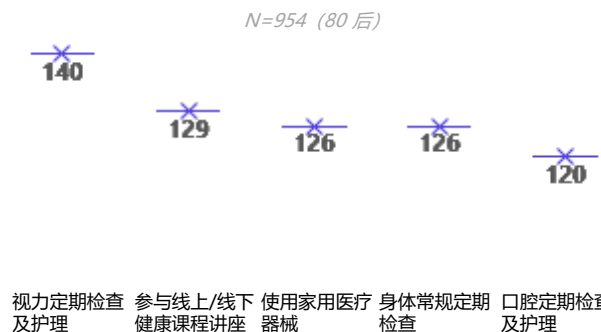 N=954 (80 后)
140
129
126
126
120
视力定期检查 参与线上/线下 使用家用医疗 身体常规定期 口腔定期检查
及护理 健康课程讲座 器械 检查 及护理